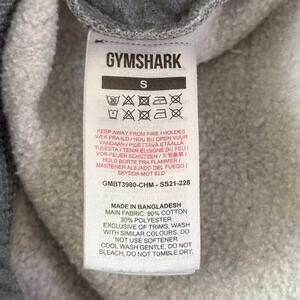 GYMSHARK
S
KEEP AWAY FROM FIRE / HOLDES
VÆK FRA ILD / HOU BIJ OPEN VUUR
VANDAAN / PIDETTÄVÄ ETÄÄLLÄ
TULESTA / TENIR ÉLOIGNÉ DU FEU /
VOR FEUER SCHÜTZEN /
HOLD BORTE FRA FLAMMER /
MANTENER ALEJADO DEL FUEGO /
SKYDDA MOT ELD
GMBT3980-CHM - SS21-228
MADE IN BANGLADESH
MAIN FABRIC: 80% COTTON
20% POLYESTER
EXCLUSIVE OF TRIMS, WASH
WITH SIMILAR COLOURS. DO
NOT USE SOFTENER
COOL WASH GENTLE. DO NOT
BLEACH, DO NOT TUMBLE DRY.